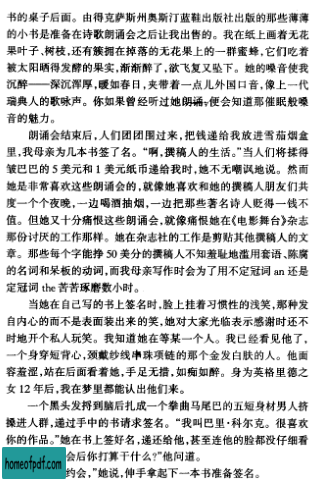 书的桌子后面。由得克萨斯州奥斯汀蓝鞋出版社出版的那些薄薄
的小书是准备在诗歌朗诵会之后让我出售的。我在纸上画着无花
果叶子、树枝,还有簇拥在掉落的无花果上的一群蜜蜂,它们吃着
被太阳晒得发酵的果实,渐渐醉了,欲飞复又坠下。她的嗓音使我
沉醉——深沉浑厚,暖如春日,夹带着一点儿外国口音,像上一代
瑞典人的歌咏声。你如果曾经听过她朗诵,便会知道那催眠般嗓
音的魅力。
朗诵会结束后,人们团团围过来,把钱递给我放进雪茄烟盒
里,我母亲为几本书签了名。“啊,撰稿人的生活。”当人们将揉得
皱巴巴的5美元和1美元纸币递给我时,她不无嘲讽地说。然而
她是非常喜欢这些朗诵会的,就像她喜欢和她的撰稿人朋友们共
度一个个夜晚,一边喝酒抽烟,一边把那些著名诗人贬得一钱不
值。但她又十分痛恨这些朗诵会,就像痛恨她在《电影舞台》杂志
那份讨厌的工作那样。她在杂志社的工作是剪贴其他撰稿人的文
章。那些每个字能挣50美分的撰稿人不知羞耻地滥用套语、陈腐
的名词和呆板的动词,而我母亲写作时会为了用不定冠词an还是
定冠词the苦苦琢磨数小时。
当她在自己写的书上签名时,脸上挂着习惯性的浅笑,那种发
自内心的而不是表面装出来的笑,她对大家光临表示感谢时还不
时地开个私人玩笑。我知道她在等某一个人。我已经看见他了,
一个身穿短背心,颈戴纱线串珠项链的那个金发白肤的人。他面
容羞涩,站在后面看着她,手足无措,如痴如醉。身为英格里德之
女12年后,我在梦里都能认出他们来。
一个黑头发捋到脑后扎成一个拳曲马尾巴的五短身材男人挤
撞进人群,递过手中的书请求签名。“我叫巴里·科尔克。很喜欢
你的作品。”她在书上签好名,递还给他,甚至连他的脸都没仔细看
会后你打算干什么?”他问道。
约会,”她说,伸手拿起下一本书准备签名。
homeofpdf.com